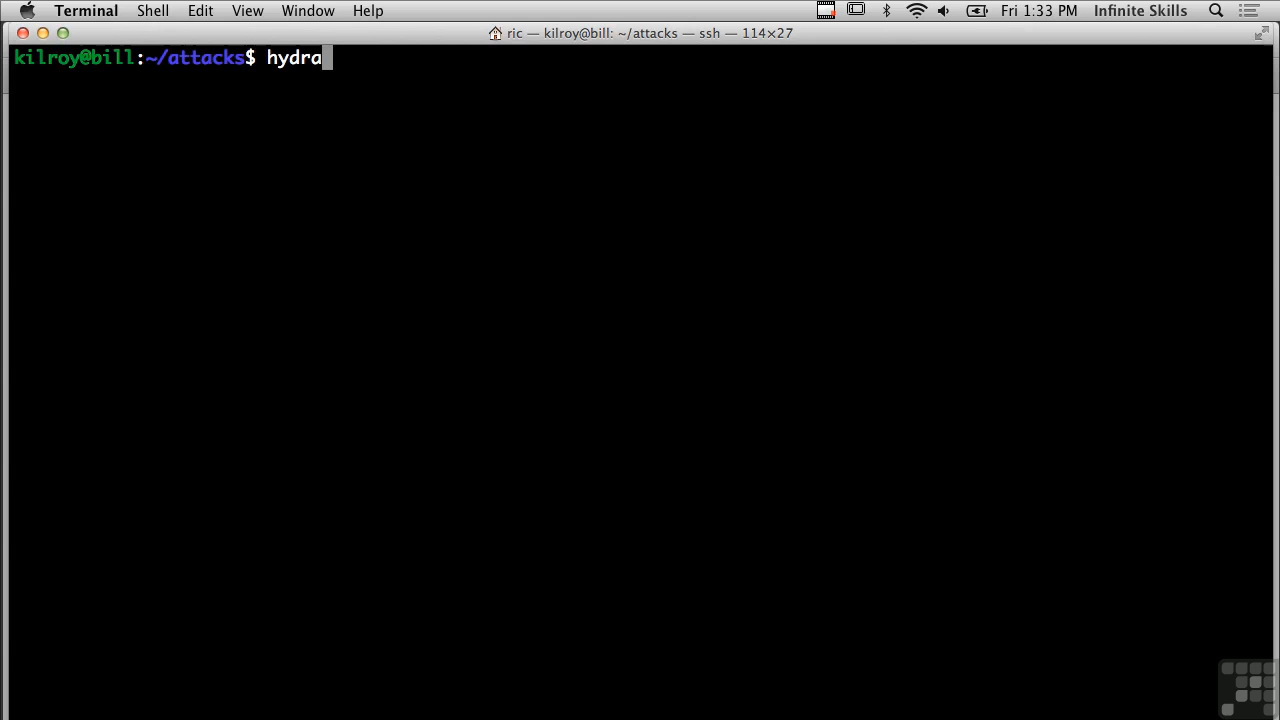 Terminal Shell Edit View Window Help Fri 1:33 PM Infinite Skills
ric — kilroy@bill: ~/attacks — ssh — 114×27
kilroy@bill:~/attacks$ hydra